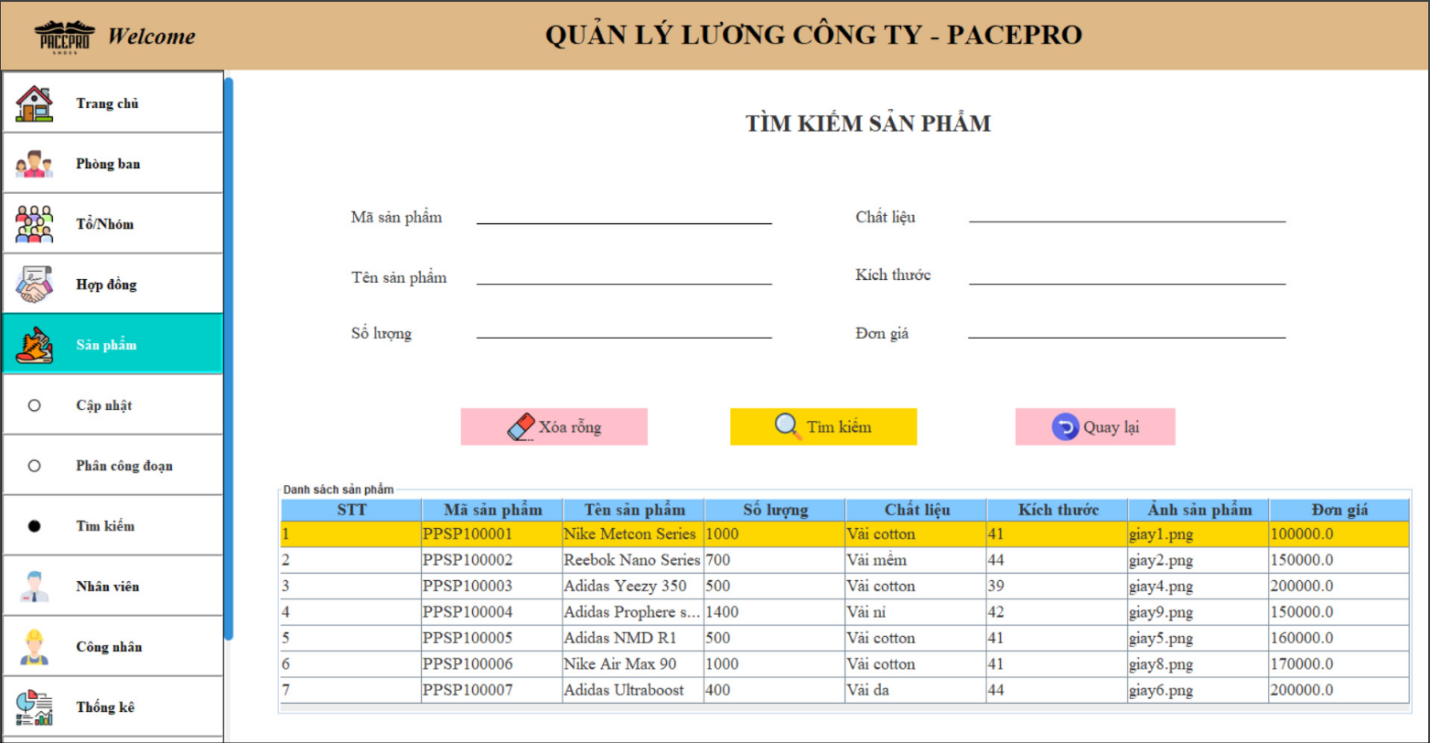 PACEPRO
SHOES
Welcome
QUẢN LÝ LƯƠNG CÔNG TY - PACEPRO
Trang chủ
Phòng ban
Tổ/Nhóm
Hợp đồng
Sản phẩm
Cập nhật
Phân công đoạn
Tìm kiếm
Nhân viên
Công nhân
Thống kê
TÌM KIẾM SẢN PHẨM
Mã sản phẩm
Chất liệu
Tên sản phẩm
Kích thước
Số lượng
Đơn giá
Xóa rỗng
Tìm kiếm
Quay lại
Danh sách sản phẩm
STT Mã sản phẩm Tên sản phẩm Số lượng Chất liệu Kích thước Ảnh sản phẩm Đơn giá
1 PPSP100001 Nike Metcon Series 1000 Vải cotton 41 giay1.png 100000.0
2 PPSP100002 Reebok Nano Series 700 Vải mềm 44 giay2.png 150000.0
3 PPSP100003 Adidas Yeezy 350 500 Vải cotton 39 giay4.png 200000.0
4 PPSP100004 Adidas Prophere s... 1400 Vải nỉ 42 giay9.png 150000.0
5 PPSP100005 Adidas NMD R1 500 Vải cotton 41 giay5.png 160000.0
6 PPSP100006 Nike Air Max 90 1000 Vải cotton 41 giay8.png 170000.0
7 PPSP100007 Adidas Ultraboost 400 Vải da 44 giay6.png 200000.0